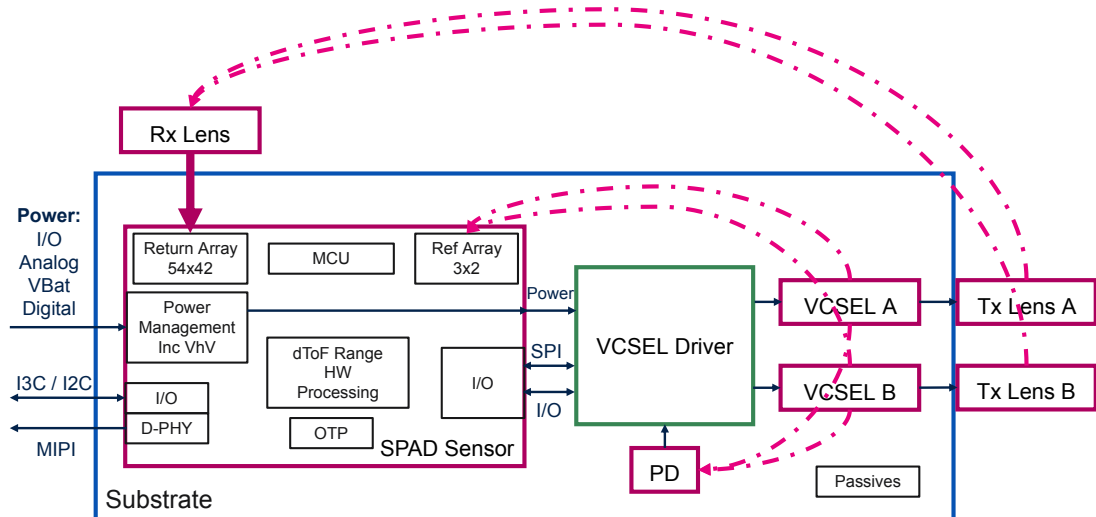 Rx Lens
Power:
I/O
Analog
VBat
Digital
I3C / I2C
MIPI
Return Array
54x42
MCU
Ref Array
3x2
Power
Management
Inc VhV
dToF Range
HW
Processing
I/O
I/O
D-PHY
OTP
SPAD Sensor
Power
SPI
I/O
VCSEL Driver
VCSEL A
Tx Lens A
VCSEL B
Tx Lens B
PD
Passives
Substrate